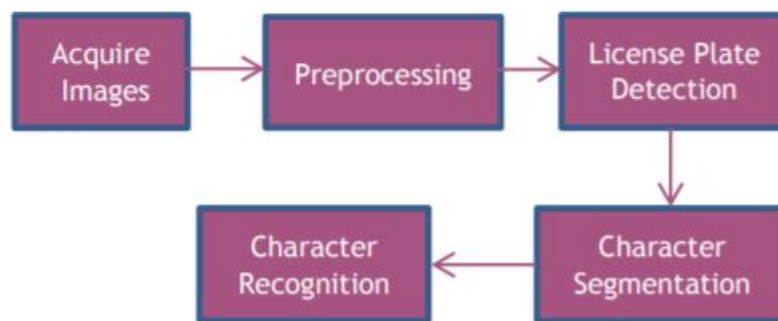 Acquire
Images
Preprocessing
License Plate
Detection
Character
Segmentation
Character
Recognition